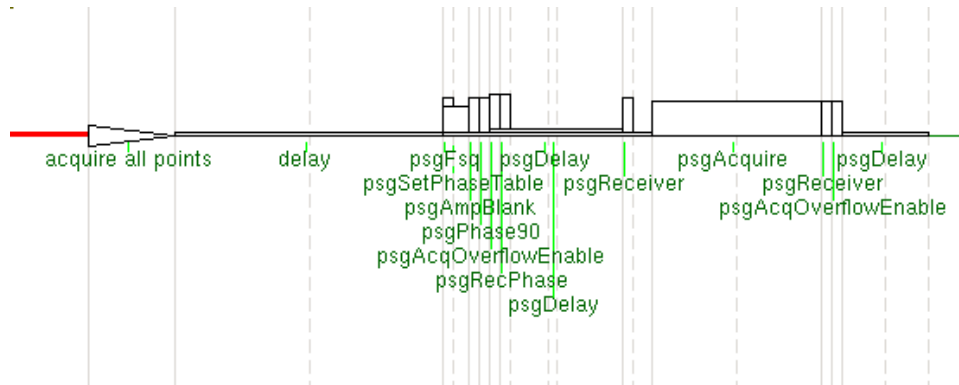 acquire all points delay psgFsq psgDelay psgAcquire psgDelay
psgSetPhaseTable psgReceiver psgReceiver
psgAmpBlank psgAcqOverflowEnable
psgPhase90
psgAcqOverflowEnable
psgRecPhase
psgDelay